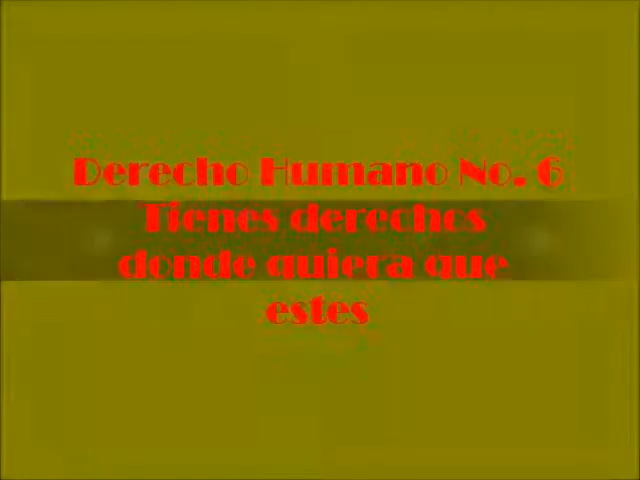 Derecho Humano No. 6
Tienes derechos
donde quiera que
estes